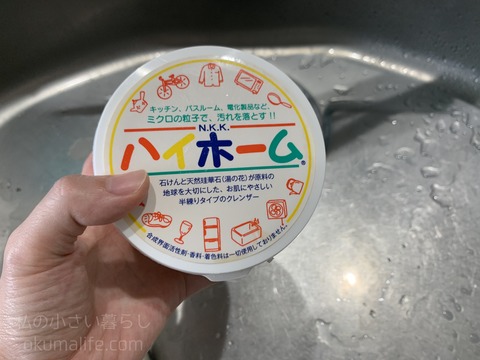 キッチン、バスルーム、電化製品など、
ミクロの粒子で、汚れを落とす!!
N.K.K.
ハイホーム®
石けんと天然珪華石(湯の花)が原料の
地球を大切にした、お肌にやさしい
半練りタイプのクレンザー
合成界面活性剤・香料・着色料は一切使用しておりません。
私の小さい暮らし
okumalife.com